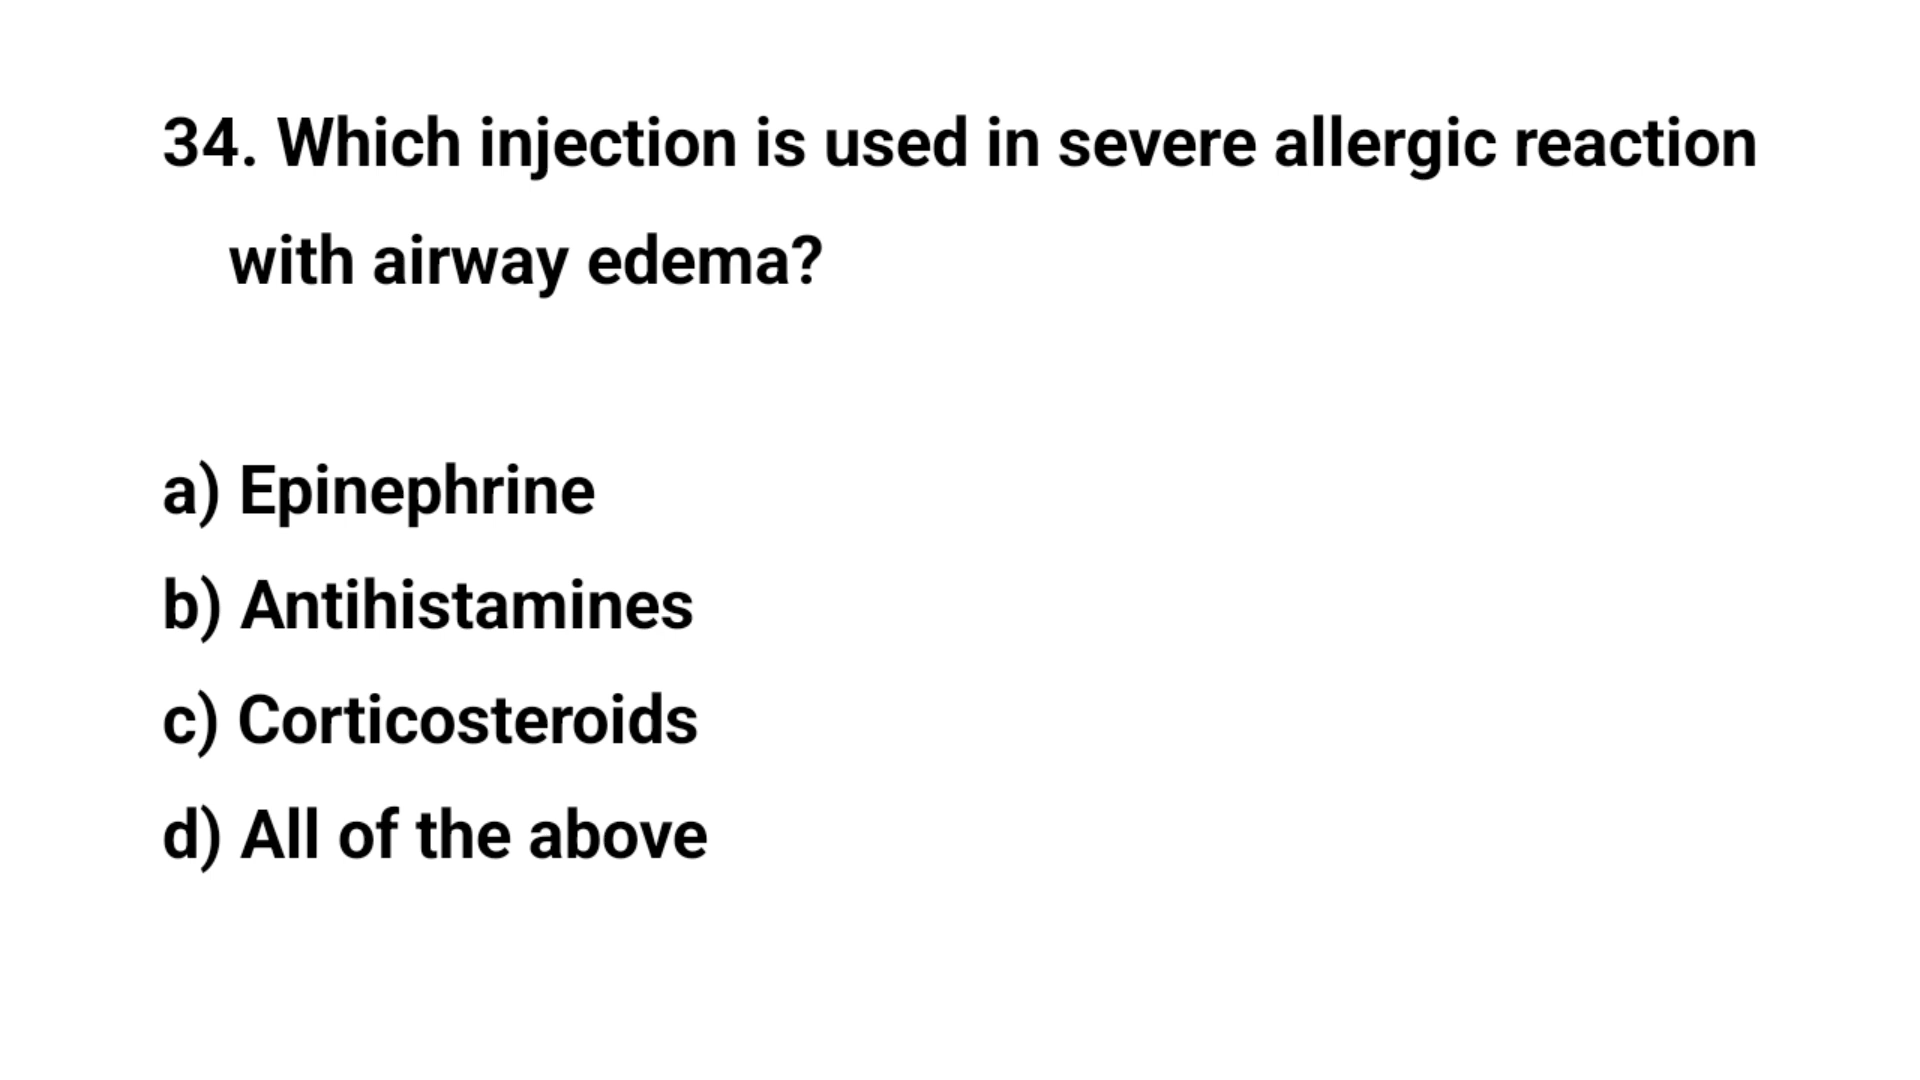 34. Which injection is used in severe allergic reaction
with airway edema?
a) Epinephrine
b) Antihistamines
c) Corticosteroids
d) All of the above